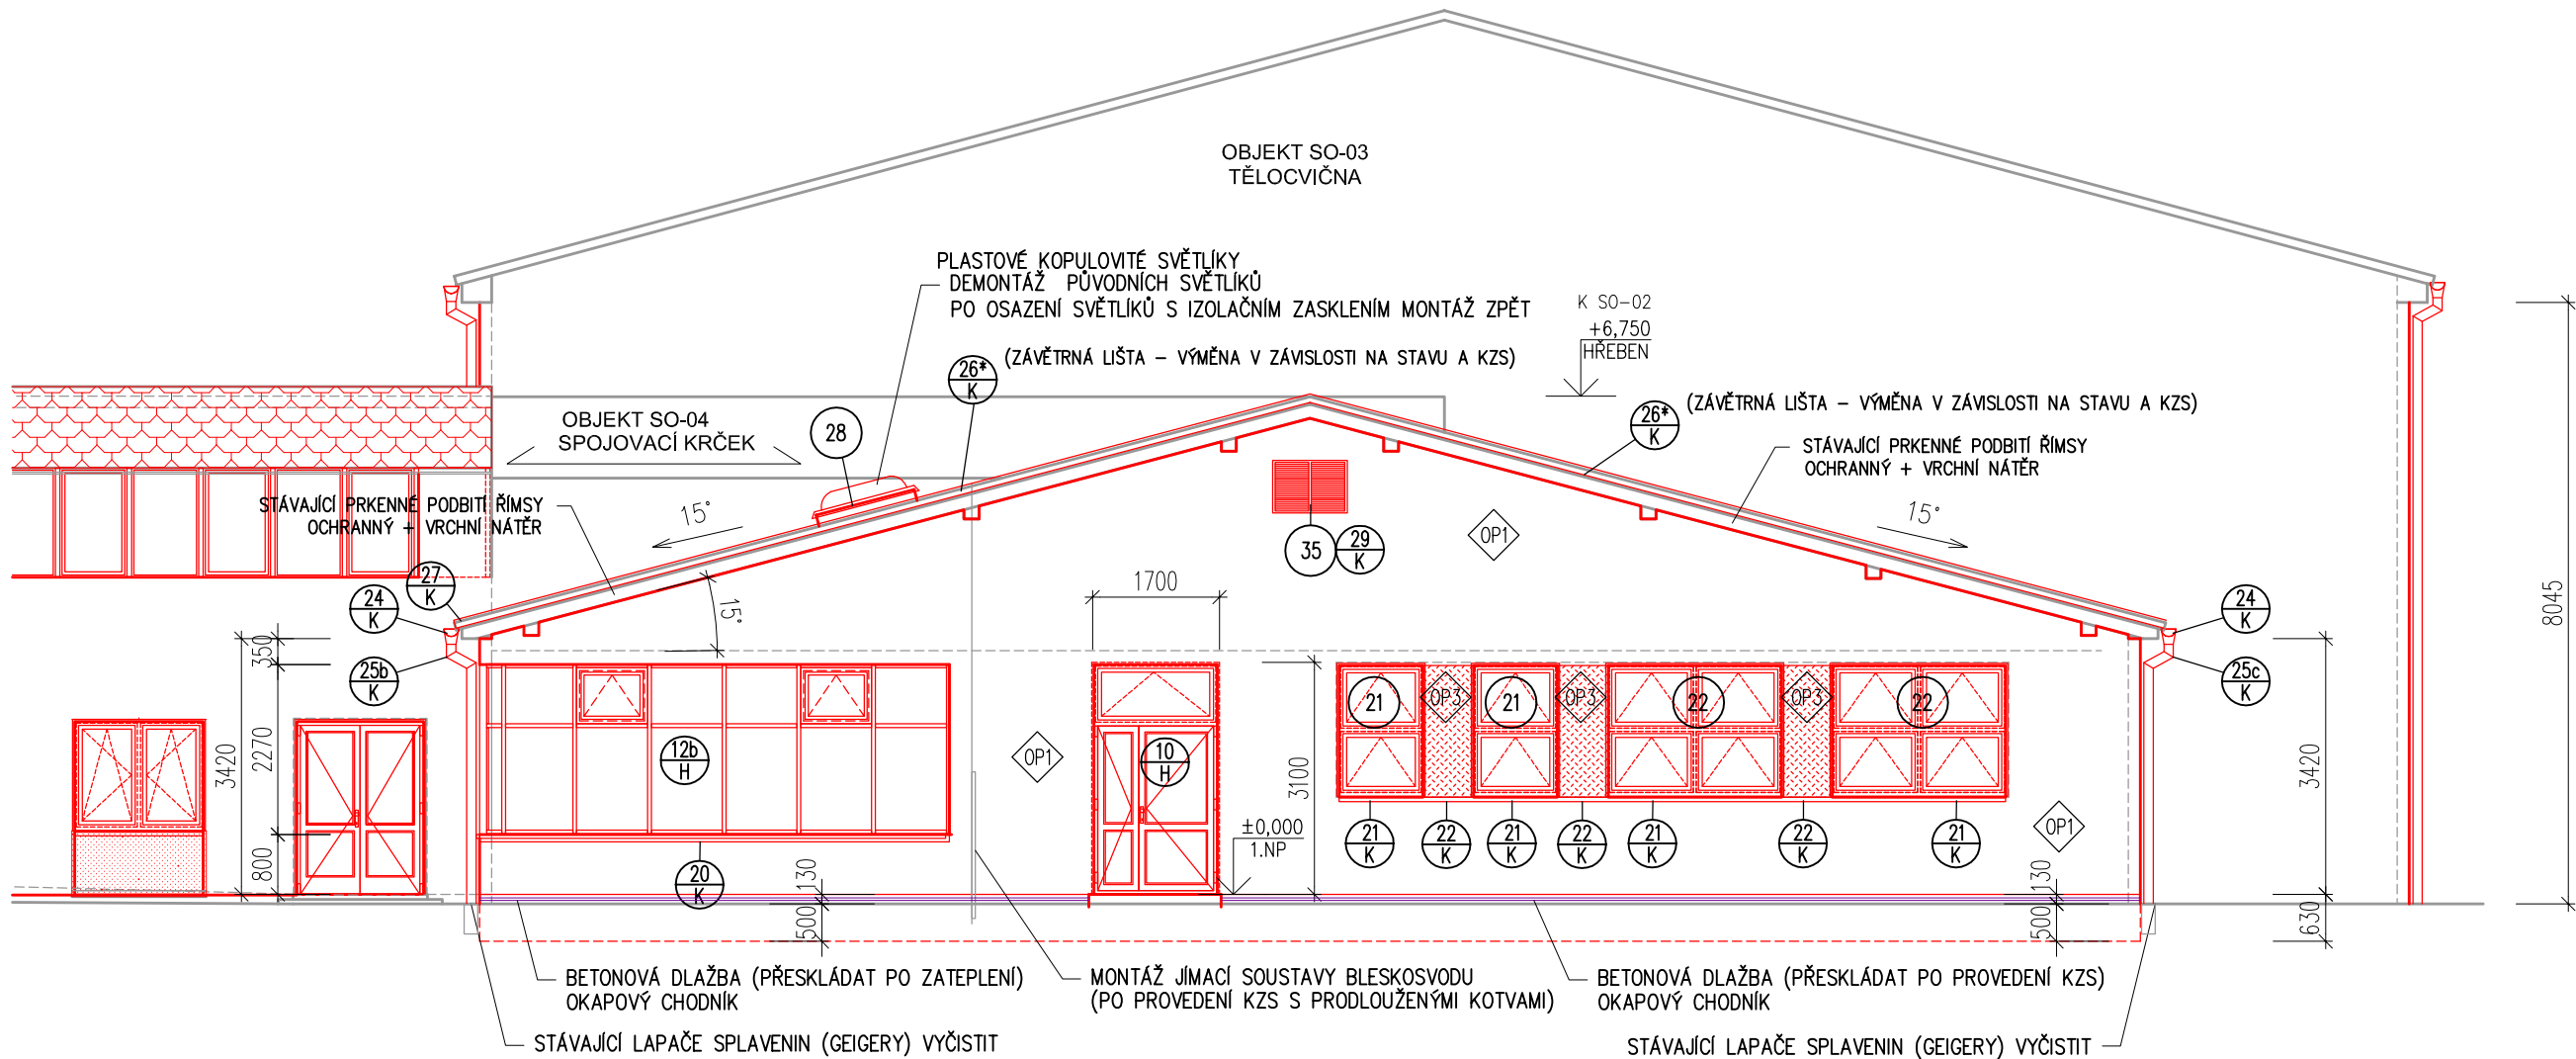 OBJEKT SO-03
TĚLOCVIČNA
PLASTOVÉ KOPULOVITÉ SVĚTLÍKY
DEMONTÁŽ PŮVODNÍCH SVĚTLÍKŮ
PO OSAZENÍ SVĚTLÍKŮ S IZOLAČNÍM ZASKLENÍM MONTÁŽ ZPĚT
K SO-02
+6,750
HŘEBEN
26*
K
(ZÁVĚTRNÁ LIŠTA - VÝMĚNA V ZÁVISLOSTI NA STAVU A KZS)
26*
K
(ZÁVĚTRNÁ LIŠTA - VÝMĚNA V ZÁVISLOSTI NA STAVU A KZS)
OBJEKT SO-04
SPOJOVACÍ KRČEK
28
STÁVAJÍCÍ PRKENNÉ PODBITÍ ŘÍMSY
OCHRANNÝ + VRCHNÍ NÁTĚR
STÁVAJÍCÍ PRKENNÉ PODBITÍ ŘÍMSY
OCHRANNÝ + VRCHNÍ NÁTĚR
15°
15°
15°
35
29
K
OP1
27
K
24
K
25b
K
1700
24
K
25c
K
8045
350
2270
3420
800
12b
H
OP1
10
H
3100
21
OP3
21
OP3
22
OP3
22
3420
±0,000
1.NP
21
K
22
K
21
K
22
K
21
K
22
K
21
K
OP1
20
K
130
500
130
500
630
BETONOVÁ DLAŽBA (PŘESKLÁDAT PO ZATEPLENÍ)
OKAPOVÝ CHODNÍK
MONTÁŽ JÍMACÍ SOUSTAVY BLESKOSVODU
(PO PROVEDENÍ KZS S PRODLOUŽENÝMI KOTVAMI)
BETONOVÁ DLAŽBA (PŘESKLÁDAT PO PROVEDENÍ KZS)
OKAPOVÝ CHODNÍK
STÁVAJÍCÍ LAPAČE SPLAVENIN (GEIGERY) VYČISTIT
STÁVAJÍCÍ LAPAČE SPLAVENIN (GEIGERY) VYČISTIT